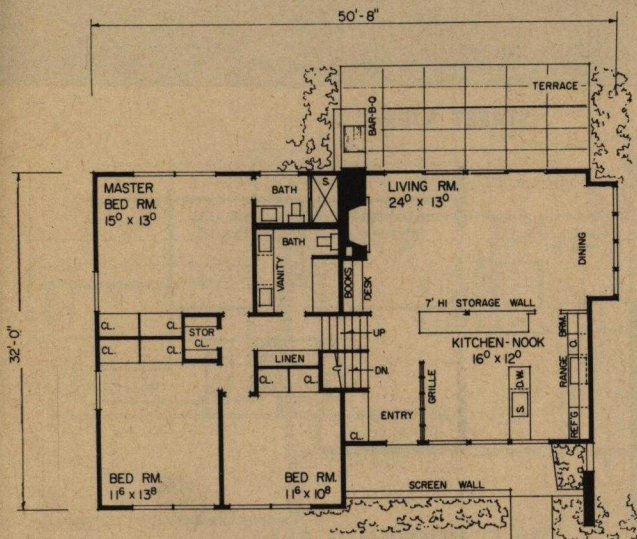 50'-8"
TERRACE
BAR-B-Q
32'-0"
MASTER
BED RM.
15⁰ x 13⁰
BATH
S.
LIVING RM.
24⁰ x 13⁰
BATH
VANITY
DINING
BOOKS
DESK
7' HI STORAGE WALL
CL.
CL.
STOR
CL.
CL.
CL.
UP
KITCHEN-NOOK
16⁰ x 12⁰
BRM.
O.
RANGE
LINEN
CL.
CL.
DN.
GRILLE
D.W.
S.
REF'G
ENTRY
CL.
BED RM.
11⁶ x 13⁸
BED RM.
11⁶ x 10⁸
SCREEN WALL